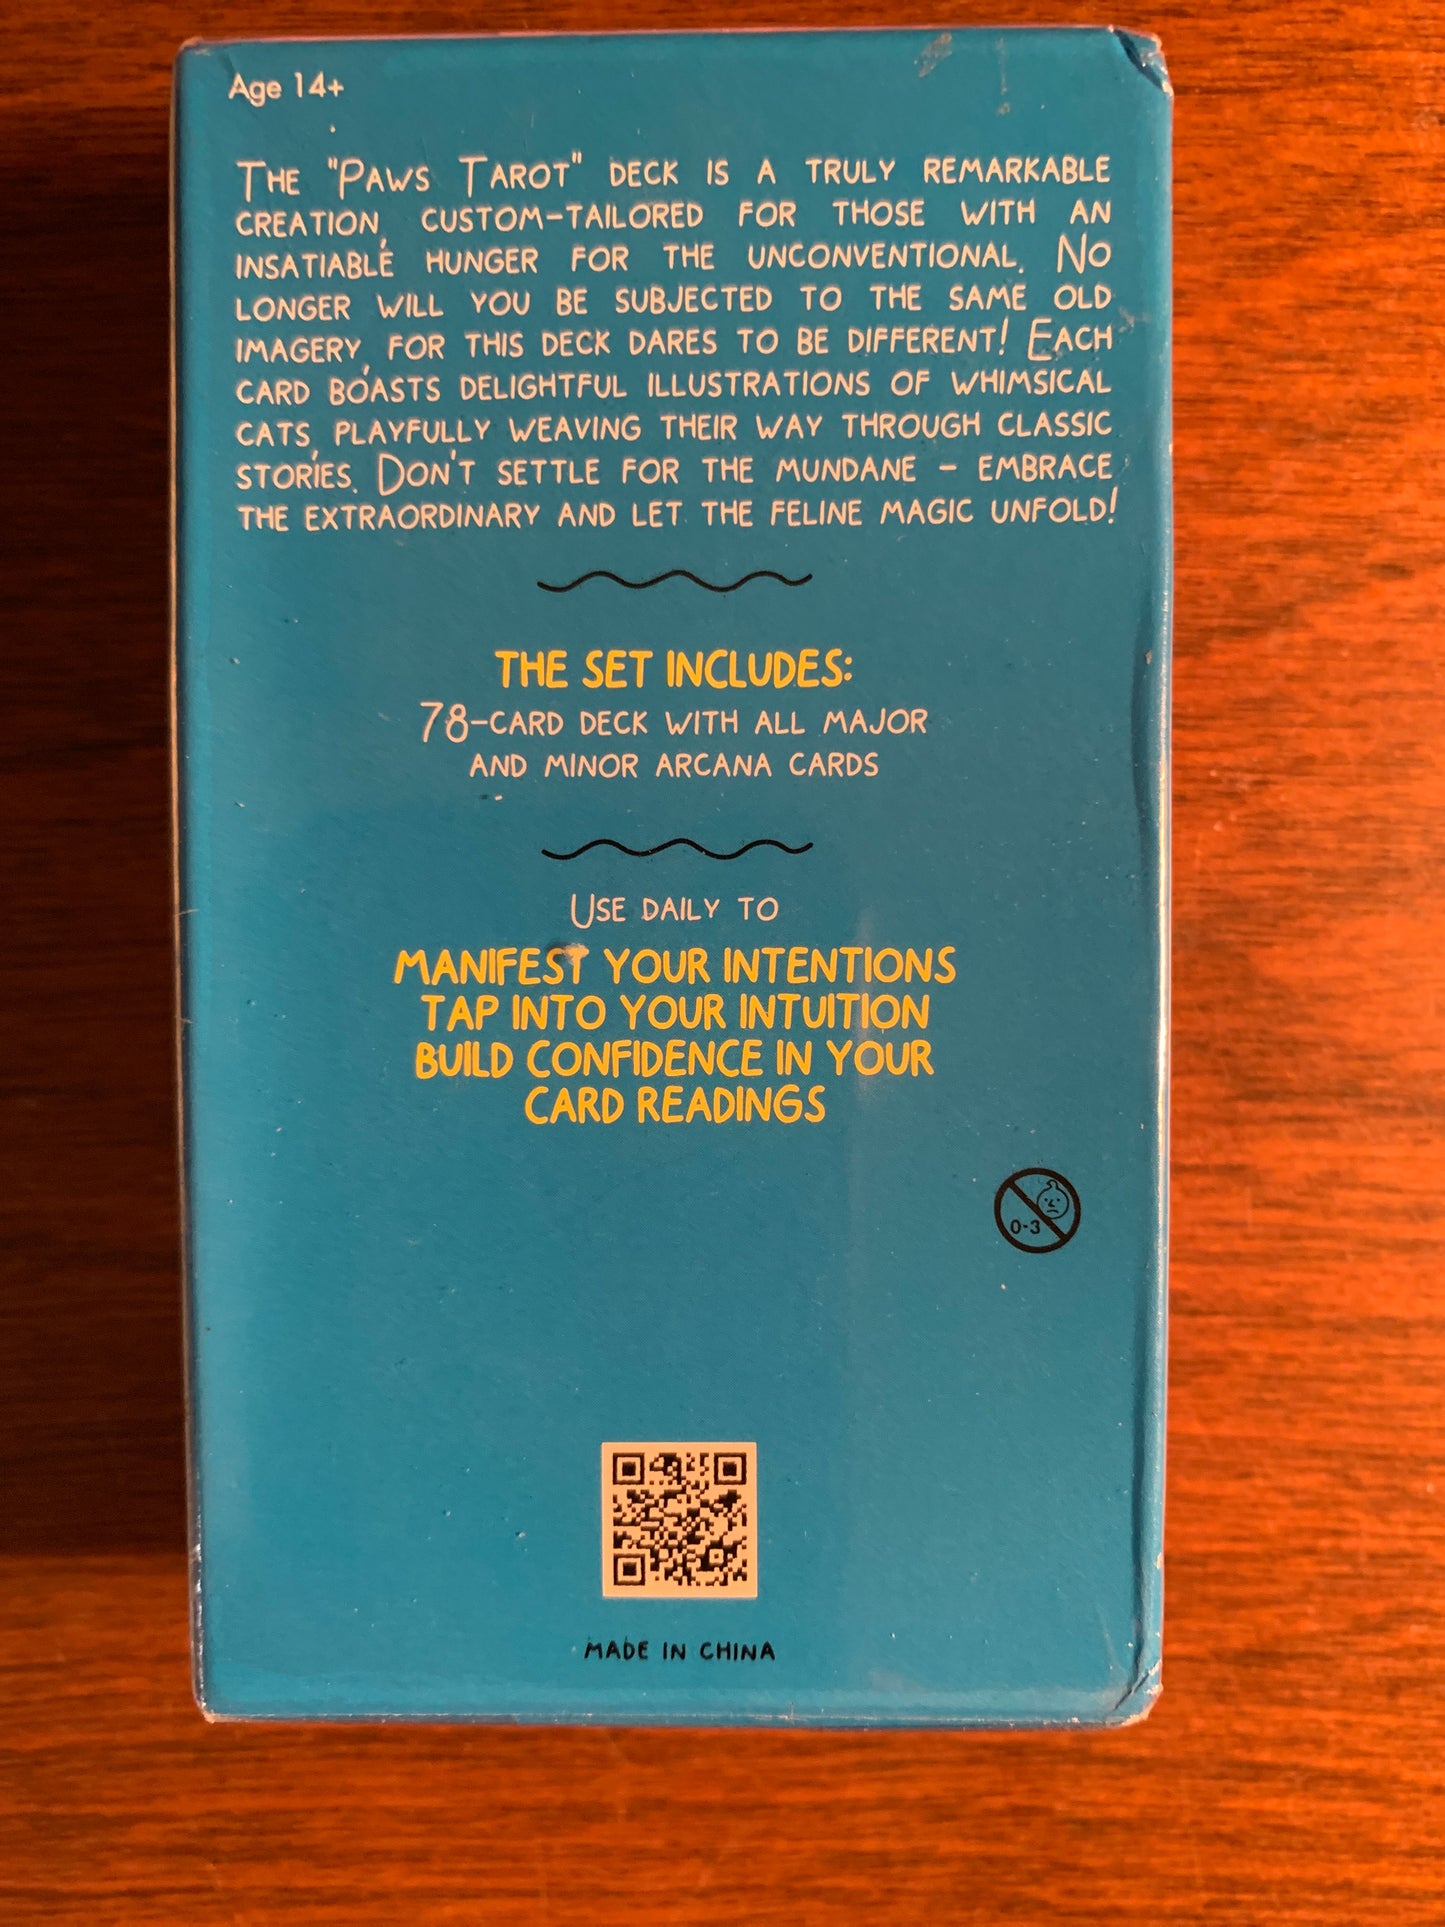 Age 14+
THE "PAWS TAROT" DECK IS A TRULY REMARKABLE
CREATION, CUSTOM-TAILORED FOR THOSE WITH AN
INSATIABLE HUNGER FOR THE UNCONVENTIONAL. NO
LONGER WILL YOU BE SUBJECTED TO THE SAME OLD
IMAGERY, FOR THIS DECK DARES TO BE DIFFERENT! EACH
CARD BOASTS DELIGHTFUL ILLUSTRATIONS OF WHIMSICAL
CATS, PLAYFULLY WEAVING THEIR WAY THROUGH CLASSIC
STORIES. DON'T SETTLE FOR THE MUNDANE - EMBRACE
THE EXTRAORDINARY AND LET THE FELINE MAGIC UNFOLD!
THE SET INCLUDES:
78-CARD DECK WITH ALL MAJOR
AND MINOR ARCANA CARDS
USE DAILY TO
MANIFEST YOUR INTENTIONS
TAP INTO YOUR INTUITION
BUILD CONFIDENCE IN YOUR
CARD READINGS
0-3
MADE IN CHINA